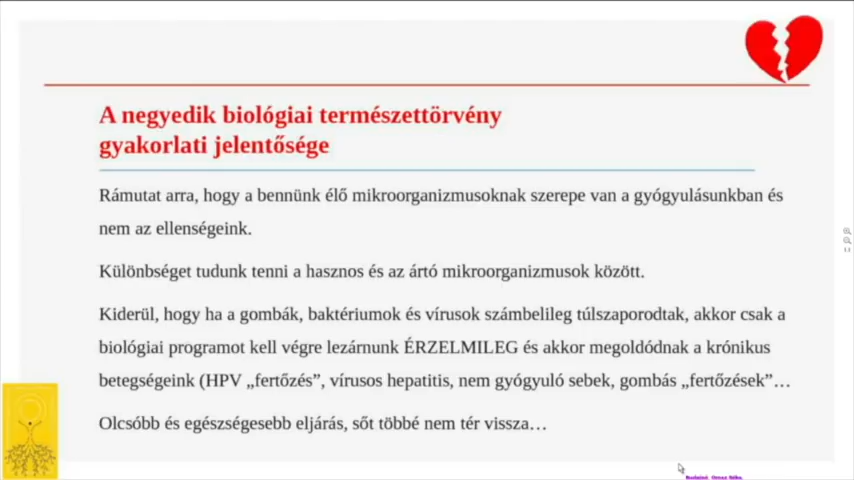 A negyedik biológiai természettörvény
gyakorlati jelentősége
Rámutat arra, hogy a bennünk élő mikroorganizmusoknak szerepe van a gyógyulásunkban és
nem az ellenségeink.
Különbséget tudunk tenni a hasznos és az ártó mikroorganizmusok között.
Kiderül, hogy ha a gombák, baktériumok és vírusok számbelileg túlszaporodtak, akkor csak a
biológiai programot kell végre lezárnunk ÉRZELMILEG és akkor megoldódnak a krónikus
betegségeink (HPV „fertőzés”, vírusos hepatitis, nem gyógyuló sebek, gombás „fertőzések”…
Olcsóbb és egészségesebb eljárás, sőt többé nem tér vissza…